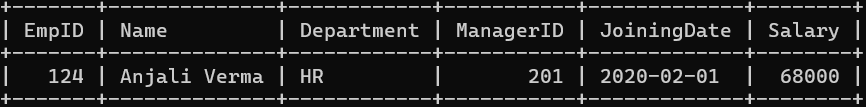 +-------+--------------+------------+-----------+-------------+--------+
| EmpID | Name         | Department | ManagerID | JoiningDate | Salary |
+-------+--------------+------------+-----------+-------------+--------+
|   124 | Anjali Verma | HR         |       201 | 2020-02-01  |  68000 |
+-------+--------------+------------+-----------+-------------+--------+